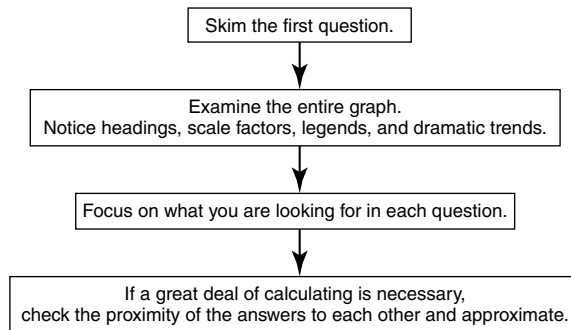 Skim the first question.
Examine the entire graph.
Notice headings, scale factors, legends, and dramatic trends.
Focus on what you are looking for in each question.
If a great deal of calculating is necessary,
check the proximity of the answers to each other and approximate.